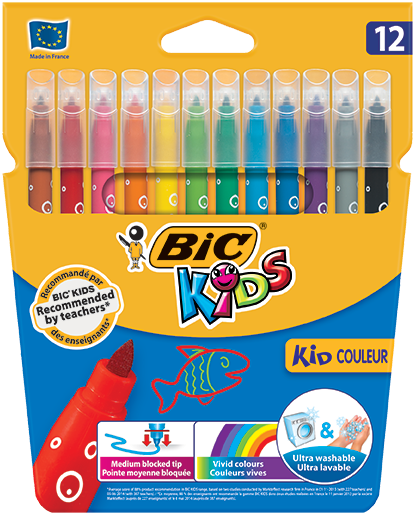 Made in France
12
BIC®
KIDS
Recommandé par
BIC® KIDS
Recommended
by teachers*
des enseignants*
Kid COULEUR
Medium blocked tip
Pointe moyenne bloquée
Vivid colours
Couleurs vives
&
Ultra washable
Ultra lavable